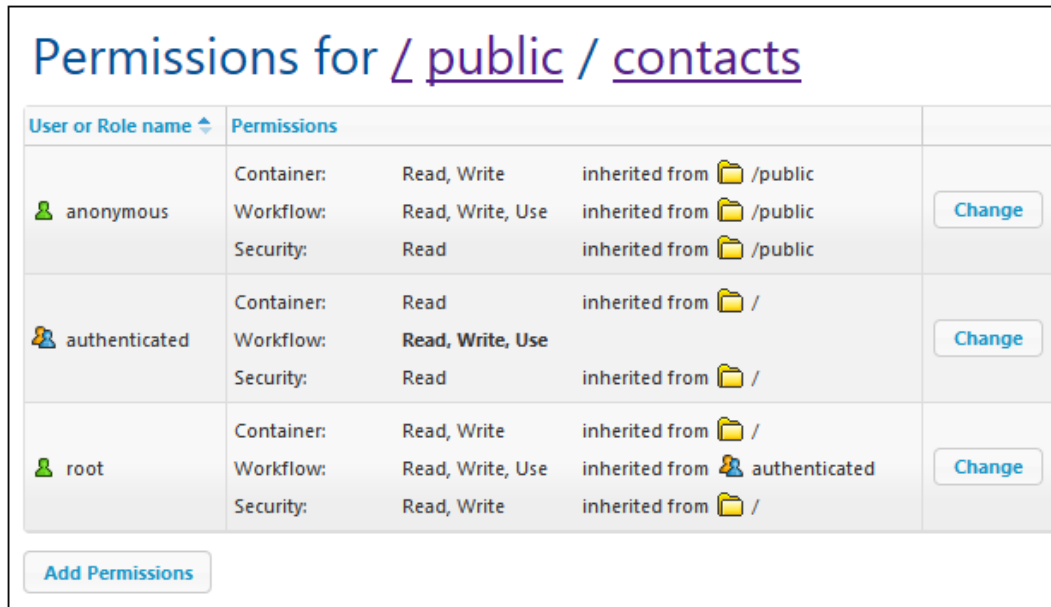 Permissions for / public / contacts
User or Role name Permissions
Container: Read, Write inherited from /public
anonymous Workflow: Read, Write, Use inherited from /public Change
Security: Read inherited from /public
Container: Read inherited from /
authenticated Workflow: Read, Write, Use Change
Security: Read inherited from /
Container: Read, Write inherited from /
root Workflow: Read, Write, Use inherited from authenticated Change
Security: Read, Write inherited from /
Add Permissions